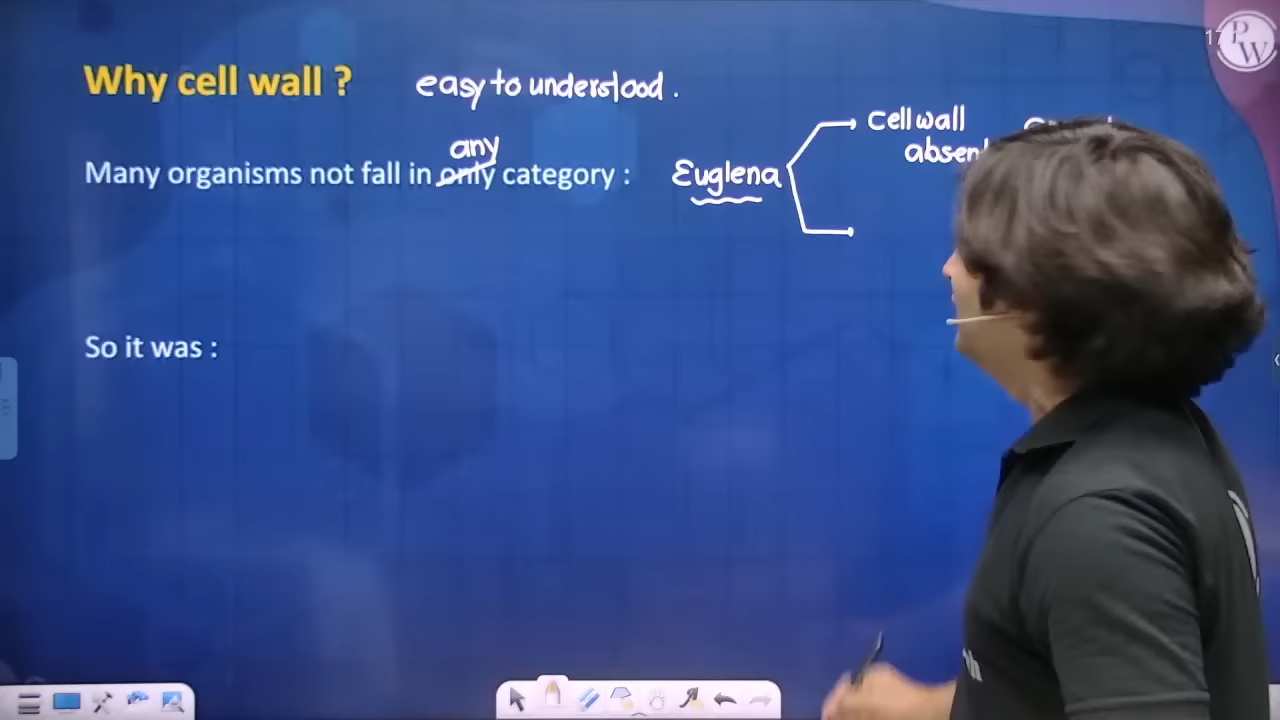 Why cell wall ? easy to understood .
any
Many organisms not fall in only category : Euglena
Cell wall
absent
So it was :
PW